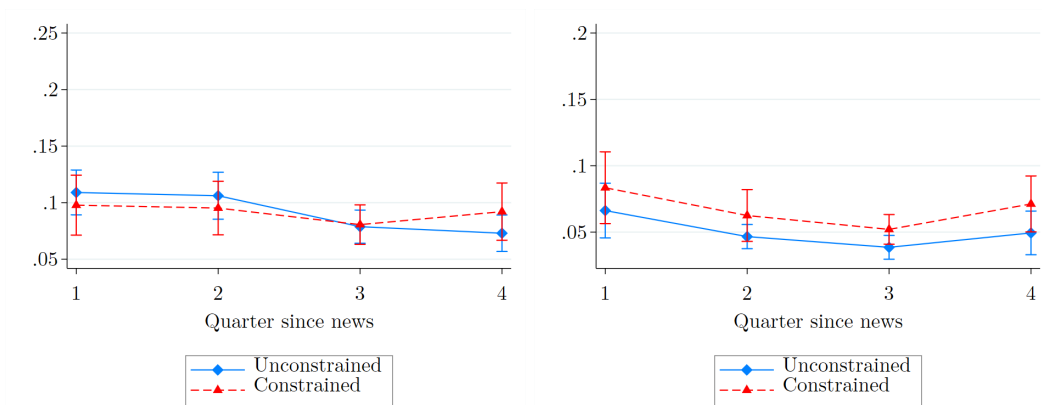 .25
.2
.15
.1
.05
1 2 3 4
Quarter since news
Unconstrained
Constrained
.2
.15
.1
.05
1 2 3 4
Quarter since news
Unconstrained
Constrained